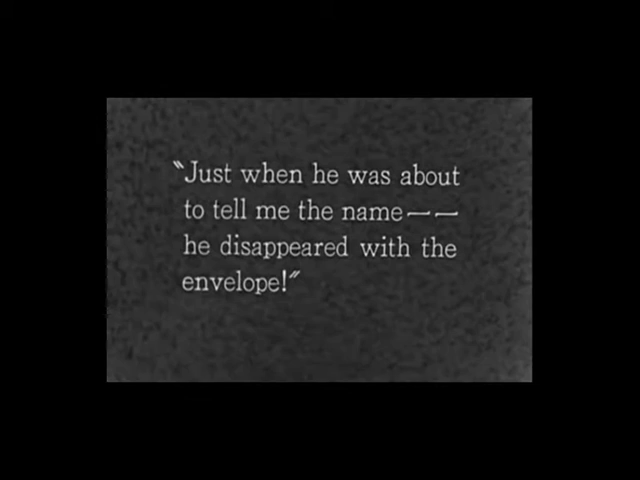 "Just when he was about
to tell me the name——
he disappeared with the
envelope!"